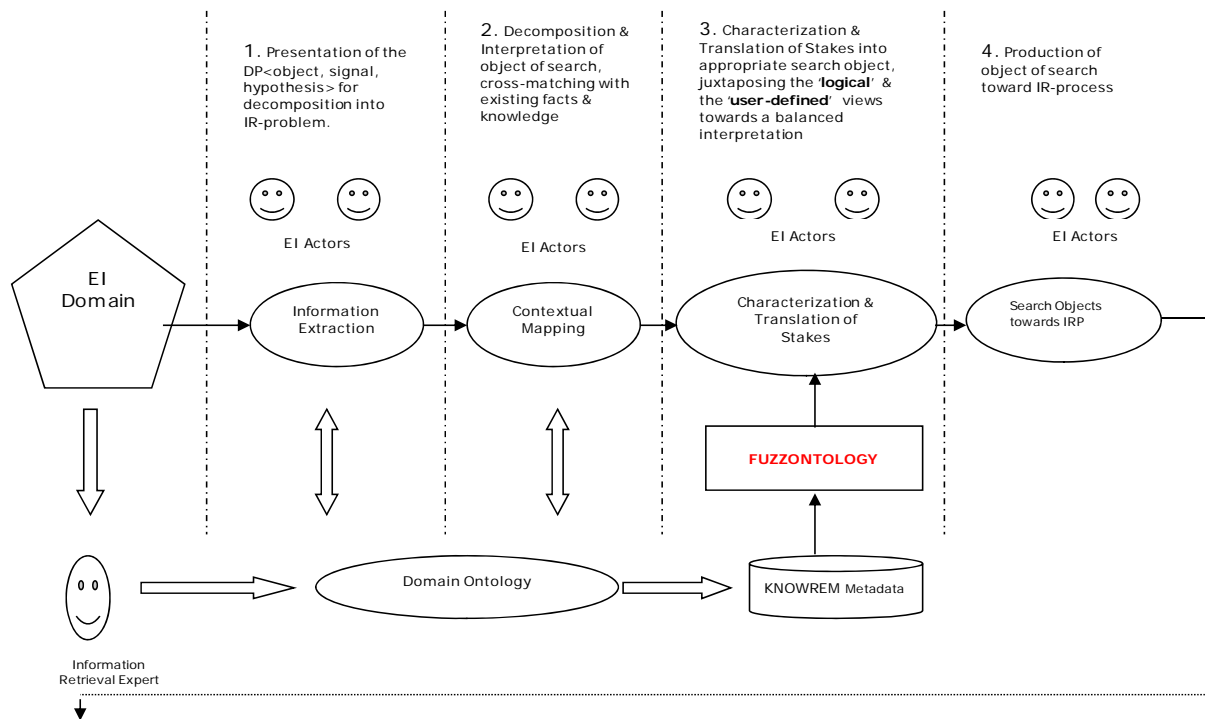 1. Presentation of the
DP<object, signal,
hypothesis> for
decomposition into
IR-problem.
2. Decomposition &
Interpretation of
object of search,
cross-matching with
existing facts &
knowledge
3. Characterization &
Translation of Stakes into
appropriate search object,
juxtaposing the 'logical' &
the 'user-defined' views
towards a balanced
interpretation
4. Production of
object of search
toward IR-process
EI Actors
EI Actors
EI Actors
EI Actors
EI
Domain
Information
Extraction
Contextual
Mapping
Characterization &
Translation of
Stakes
Search Objects
towards IRP
FUZZONTOLOGY
Domain Ontology
KNOWREM Metadata
Information
Retrieval Expert